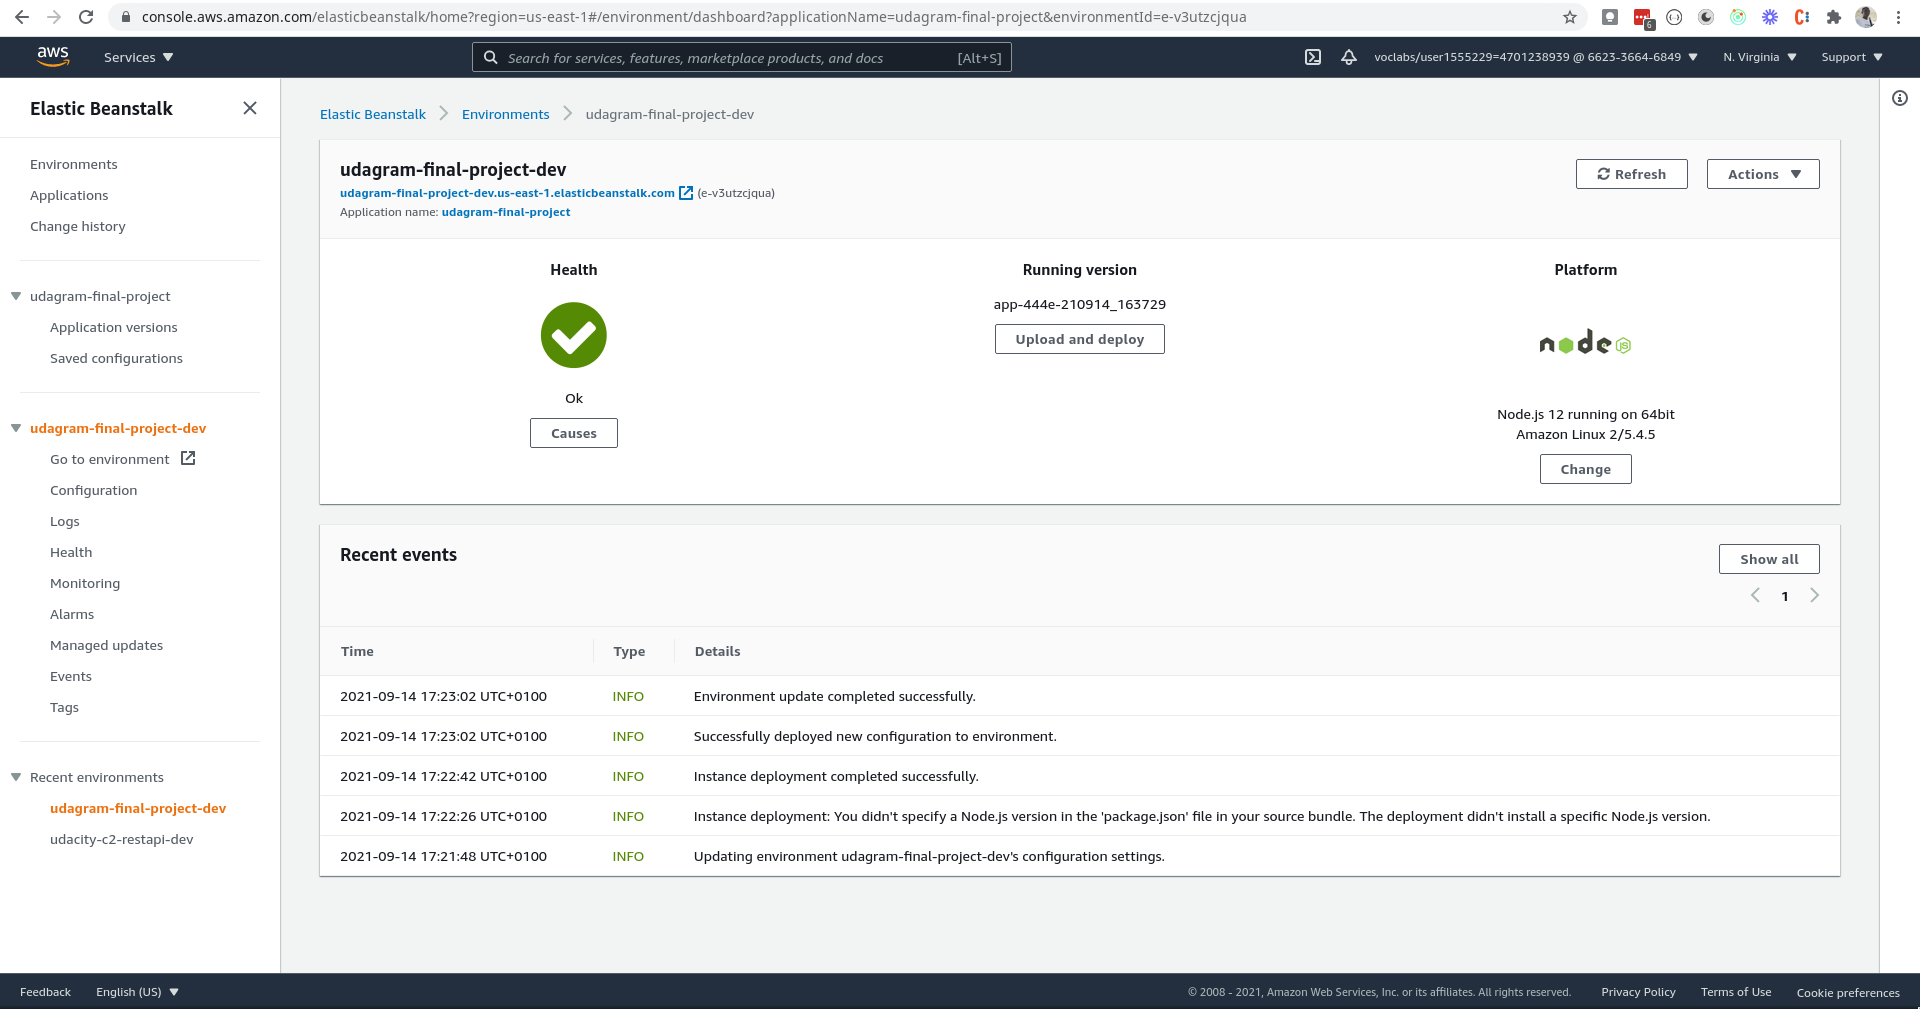 console.aws.amazon.com/elasticbeanstalk/home?region=us-east-1#/environment/dashboard?applicationName=udagram-final-project&environmentId=e-v3utzcjqua
6
aws
Services
Search for services, features, marketplace products, and docs [Alt+S]
voclabs/user1555229=4701238939 @ 6623-3664-6849
N. Virginia
Support
Elastic Beanstalk
Environments
Applications
Change history
udagram-final-project
Application versions
Saved configurations
udagram-final-project-dev
Go to environment
Configuration
Logs
Health
Monitoring
Alarms
Managed updates
Events
Tags
Recent environments
udagram-final-project-dev
udacity-c2-restapi-dev
Elastic Beanstalk Environments udagram-final-project-dev
udagram-final-project-dev
udagram-final-project-dev.us-east-1.elasticbeanstalk.com (e-v3utzcjqua)
Application name: udagram-final-project
Refresh
Actions
Health
Ok
Causes
Running version
app-444e-210914_163729
Upload and deploy
Platform
node JS
Node.js 12 running on 64bit
Amazon Linux 2/5.4.5
Change
Recent events
Show all
1
Time Type Details
2021-09-14 17:23:02 UTC+0100 INFO Environment update completed successfully.
2021-09-14 17:23:02 UTC+0100 INFO Successfully deployed new configuration to environment.
2021-09-14 17:22:42 UTC+0100 INFO Instance deployment completed successfully.
2021-09-14 17:22:26 UTC+0100 INFO Instance deployment: You didn't specify a Node.js version in the 'package.json' file in your source bundle. The deployment didn't install a specific Node.js version.
2021-09-14 17:21:48 UTC+0100 INFO Updating environment udagram-final-project-dev's configuration settings.
Feedback
English (US)
© 2008 - 2021, Amazon Web Services, Inc. or its affiliates. All rights reserved.
Privacy Policy
Terms of Use
Cookie preferences